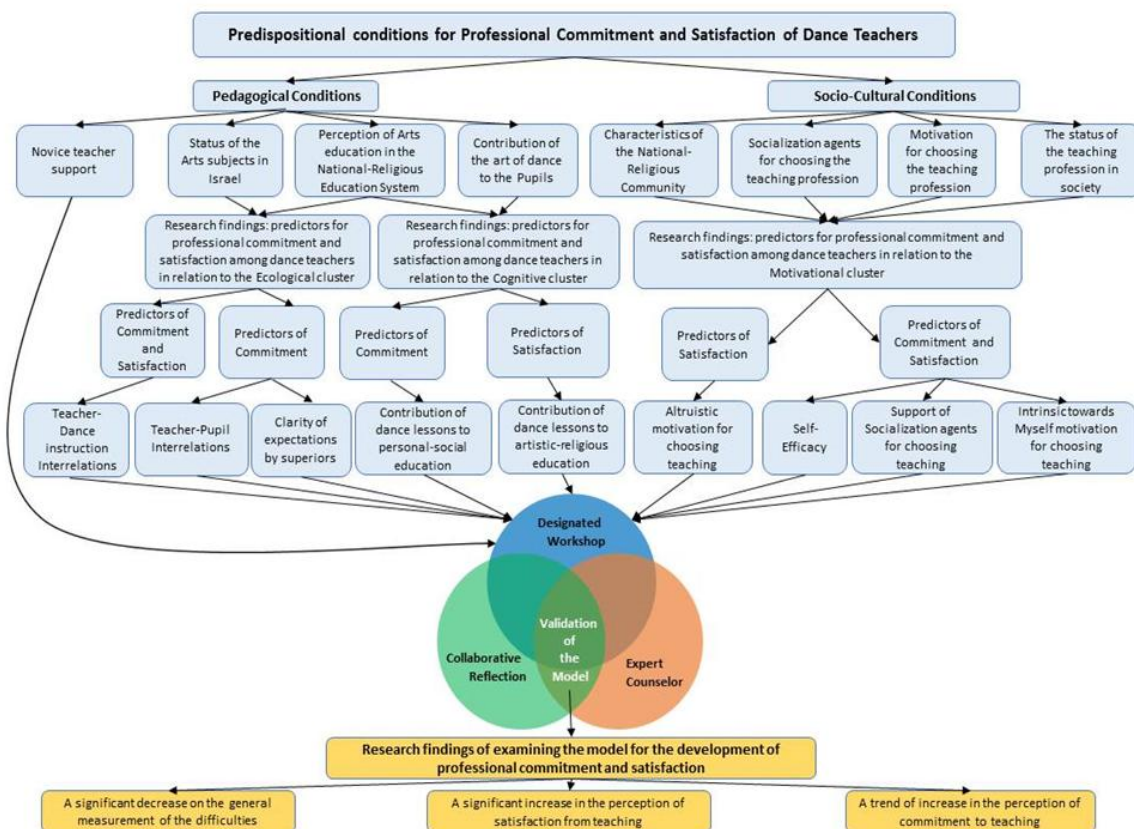 Predispositional conditions for Professional Commitment and Satisfaction of Dance Teachers
Pedagogical Conditions
Socio-Cultural Conditions
Novice teacher
support
Status of the
Arts subjects in
Israel
Perception of Arts
education in the
National-Religious
Education System
Contribution of
the art of dance
to the Pupils
Characteristics of
the National-
Religious
Community
Socialization agents
for choosing the
teaching profession
Motivation
for choosing
the teaching
profession
The status of
the teaching
profession in
society
Research findings: predictors for
professional commitment and
satisfaction among dance teachers
in relation to the Ecological cluster
Research findings: predictors for
professional commitment and
satisfaction among dance teachers in
relation to the Cognitive cluster
Research findings: predictors for professional commitment and
satisfaction among dance teachers in relation to the
Motivational cluster
Predictors of
Commitment
and
Satisfaction
Predictors of
Commitment
Predictors of
Commitment
Predictors of
Satisfaction
Predictors of
Satisfaction
Predictors of
Commitment and
Satisfaction
Teacher-
Dance
instruction
Interrelations
Teacher-Pupil
Interrelations
Clarity of
expectations
by superiors
Contribution of
dance lessons to
personal-social
education
Contribution of
dance lessons to
artistic-religious
education
Altruistic
motivation for
choosing
teaching
Self-
Efficacy
Support of
Socialization agents
for choosing
teaching
Intrinsic towards
Myself motivation
for choosing
teaching
Designated
Workshop
Collaborative
Reflection
Validation
of
the
Model
Expert
Counselor
Research findings of examining the model for the development of
professional commitment and satisfaction
A significant decrease on the general
measurement of the difficulties
A significant increase in the perception of
satisfaction from teaching
A trend of increase in the perception of
commitment to teaching